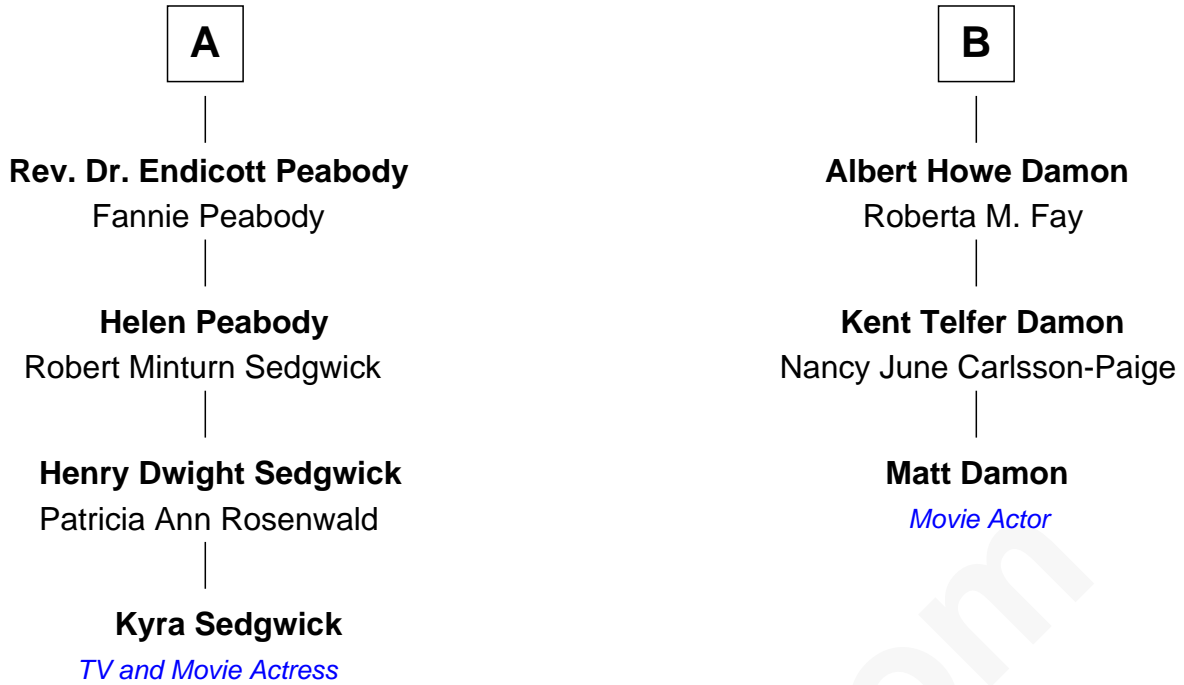 A
Rev. Dr. Endicott Peabody
Fannie Peabody
Helen Peabody
Robert Minturn Sedgwick
Henry Dwight Sedgwick
Patricia Ann Rosenwald
Kyra Sedgwick
TV and Movie Actress
B
Albert Howe Damon
Roberta M. Fay
Kent Telfer Damon
Nancy June Carlsson-Paige
Matt Damon
Movie Actor
om